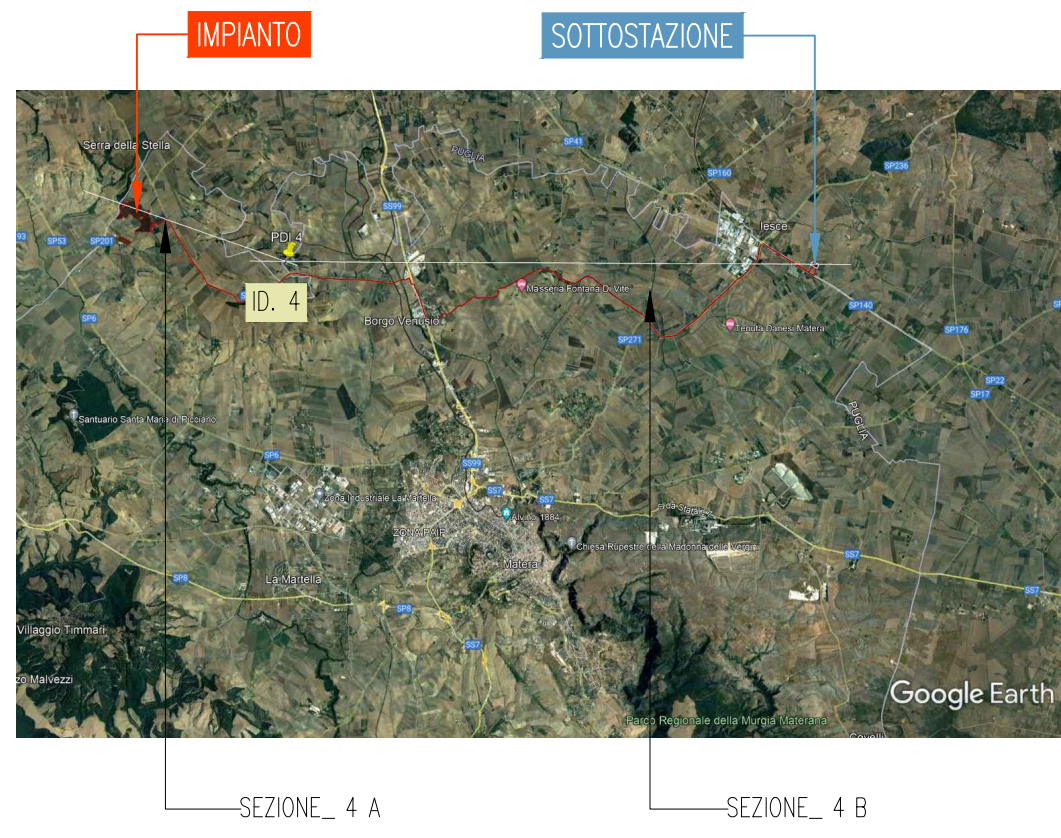 IMPIANTO
SOTTOSTAZIONE
Serra della Stella
PUGLIA
SP41
SP160
SP236
SS99
Iesce
93
SP53
SP201
PDI 4
ID. 4
Masseria Fontana Di Vite
Borgo Venusio
SP6
SP271
Tenuta Danesi Matera
SP140
SP176
SP22
SP17
PUGLIA
Santuario Santa Maria di Picciano
SP6
SS99
Zona Industriale La Martella
SS7
SS7
Alvino 1884
ZONA PAIP
Chiesa Rupestre della Madonna delle Vergini
Matera
SS7
La Martella
SP8
SP8
SS7
Villaggio Timmari
SS7
zo Malvezzi
Google Earth
Parco Regionale della Murgia Materana
Covelli
SEZIONE_ 4 A
SEZIONE_ 4 B